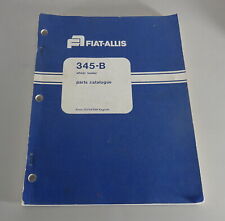 FIAT-ALLIS
345-B
wheel loader
parts catalogue